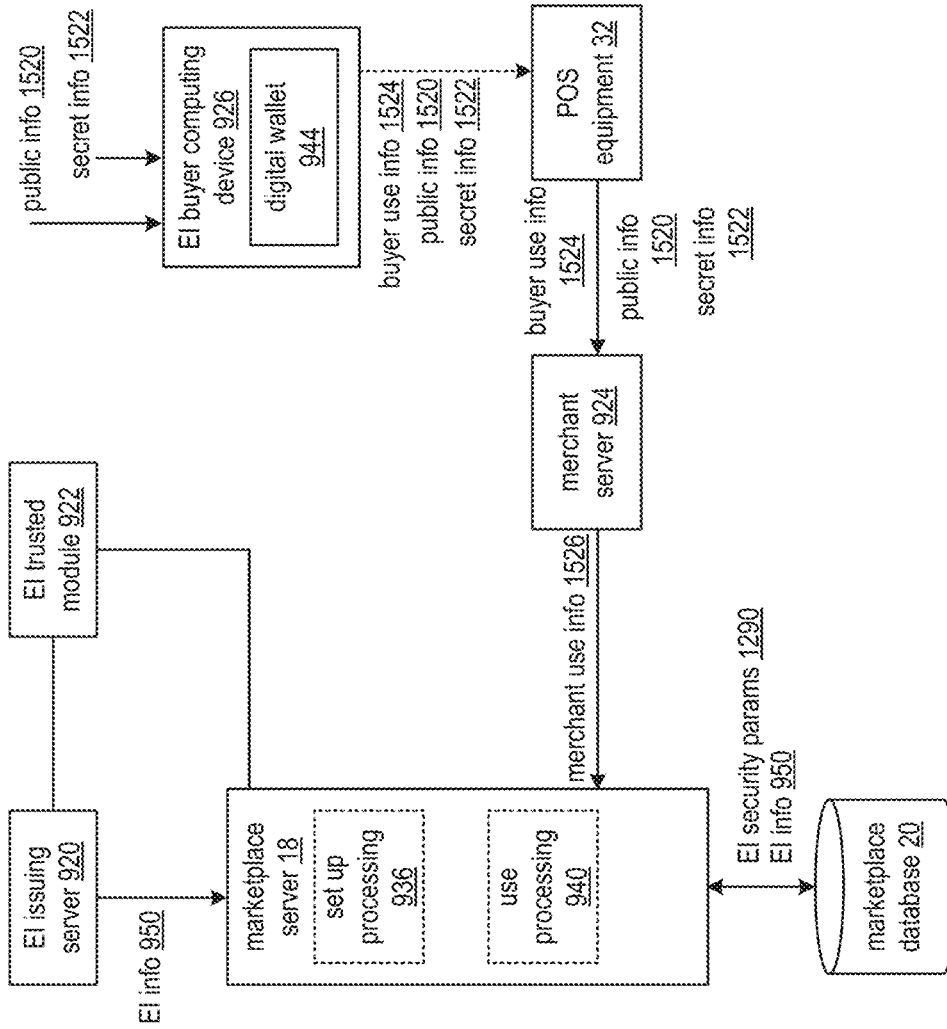 EI issuing
server 920
EI trusted
module 922
public info 1520
secret info 1522
EI info 950
EI buyer computing
device 926
digital wallet
944
marketplace
server 18
set up
processing
936
use
processing
940
merchant use info 1526
merchant
server 924
buyer use info
1524
public info
1520
secret info
1522
buyer use info 1524
public info 1520
secret info 1522
POS
equipment 32
EI security params 1290
EI info 950
marketplace
database 20